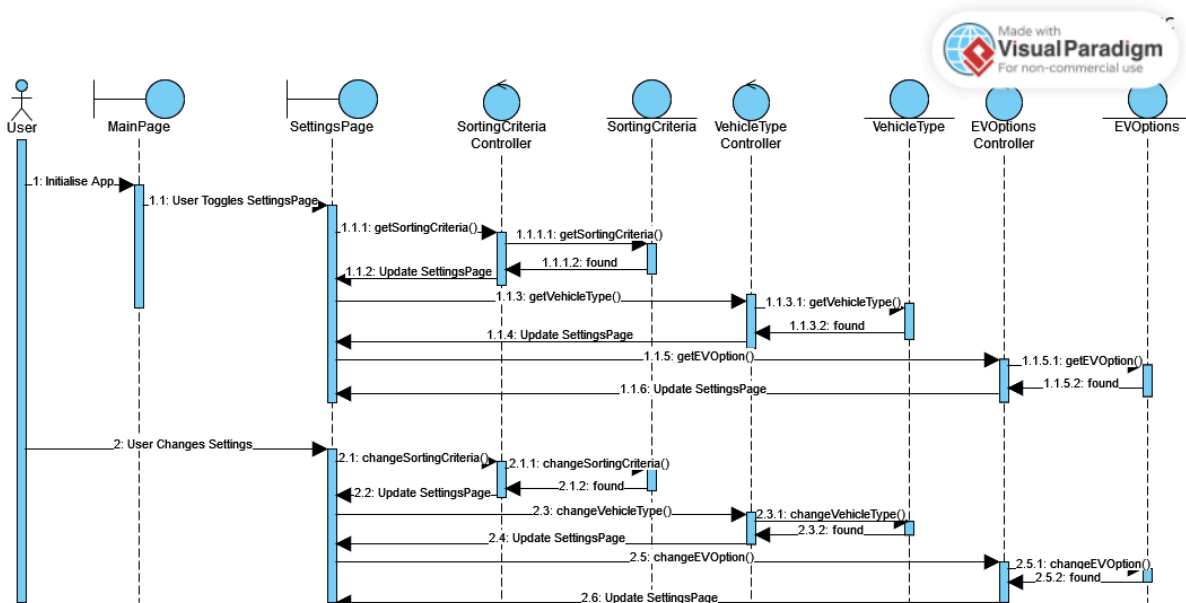 Made with
Visual Paradigm
For non-commercial use
User
MainPage
SettingsPage
SortingCriteria
Controller
SortingCriteria
VehicleType
Controller
VehicleType
EVOptions
Controller
EVOptions
1: Initialise App
1.1: User Toggles SettingsPage
1.1.1: getSortingCriteria()
1.1.1.1: getSortingCriteria()
1.1.1.2: found
1.1.2: Update SettingsPage
1.1.3: getVehicleType()
1.1.3.1: getVehicleType()
1.1.3.2: found
1.1.4: Update SettingsPage
1.1.5: getEVOption()
1.1.5.1: getEVOption()
1.1.5.2: found
1.1.6: Update SettingsPage
2: User Changes Settings
2.1: changeSortingCriteria()
2.1.1: changeSortingCriteria()
2.1.2: found
2.2: Update SettingsPage
2.3: changeVehicleType()
2.3.1: changeVehicleType()
2.3.2: found
2.4: Update SettingsPage
2.5: changeEVOption()
2.5.1: changeEVOption()
2.5.2: found
2.6: Update SettingsPage